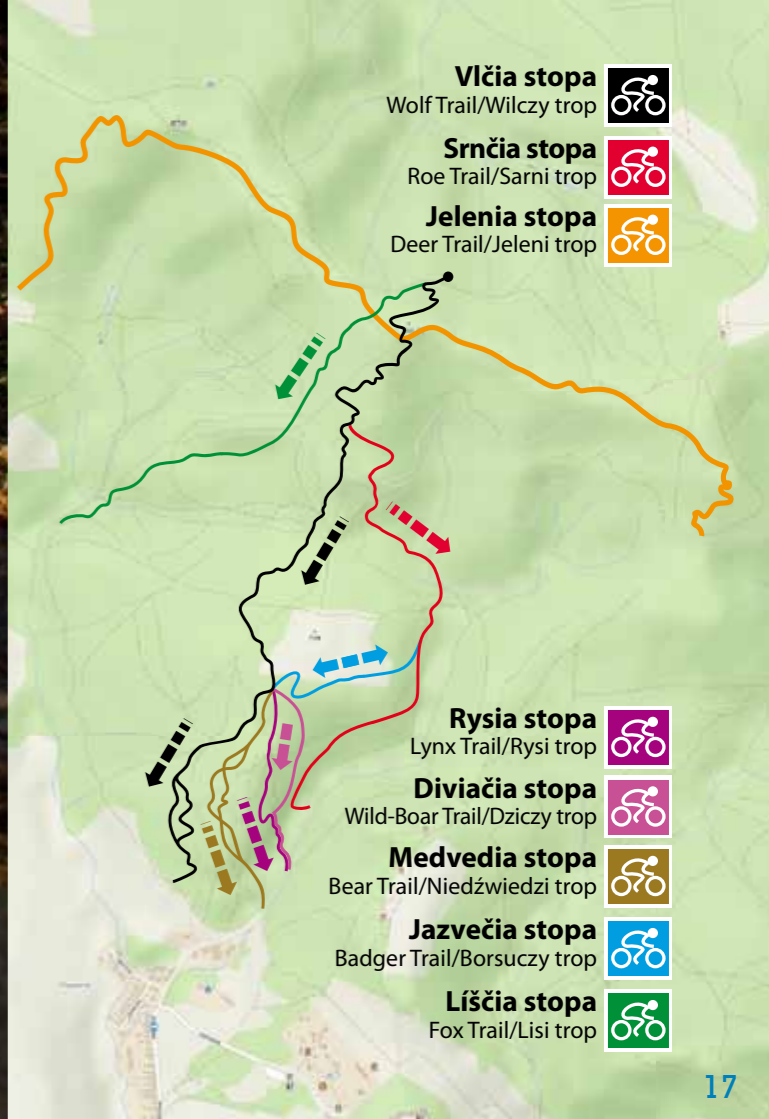 Vlčia stopa
Wolf Trail/Wilczy trop
Srnčia stopa
Roe Trail/Sarni trop
Jelenia stopa
Deer Trail/Jeleni trop
Rysia stopa
Lynx Trail/Rysi trop
Diviačia stopa
Wild-Boar Trail/Dziczy trop
Medvedia stopa
Bear Trail/Niedźwiedzi trop
Jazvečia stopa
Badger Trail/Borsuczy trop
Líščia stopa
Fox Trail/Lisi trop
17